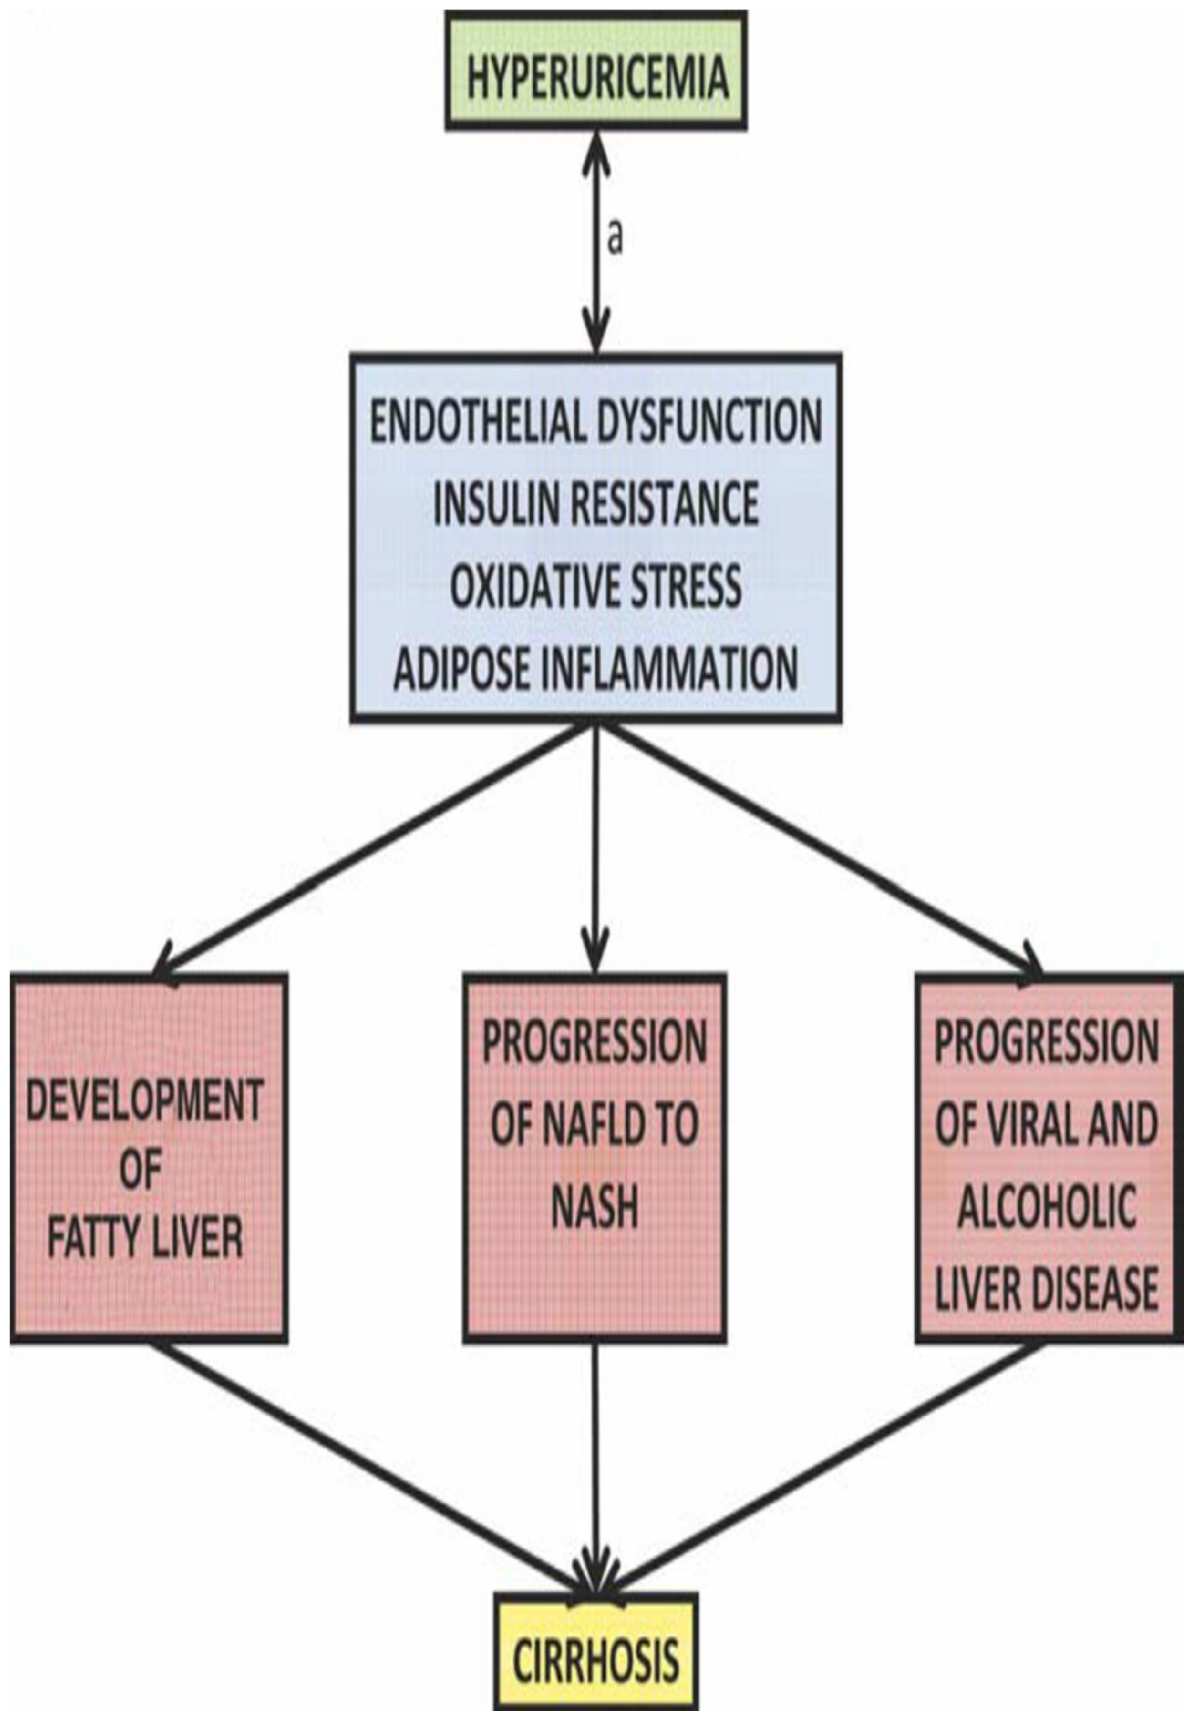 HYPERURICEMIA
a
ENDOTHELIAL DYSFUNCTION
INSULIN RESISTANCE
OXIDATIVE STRESS
ADIPOSE INFLAMMATION
DEVELOPMENT
OF
FATTY LIVER
PROGRESSION
OF NAFLD TO
NASH
PROGRESSION
OF VIRAL AND
ALCOHOLIC
LIVER DISEASE
CIRRHOSIS